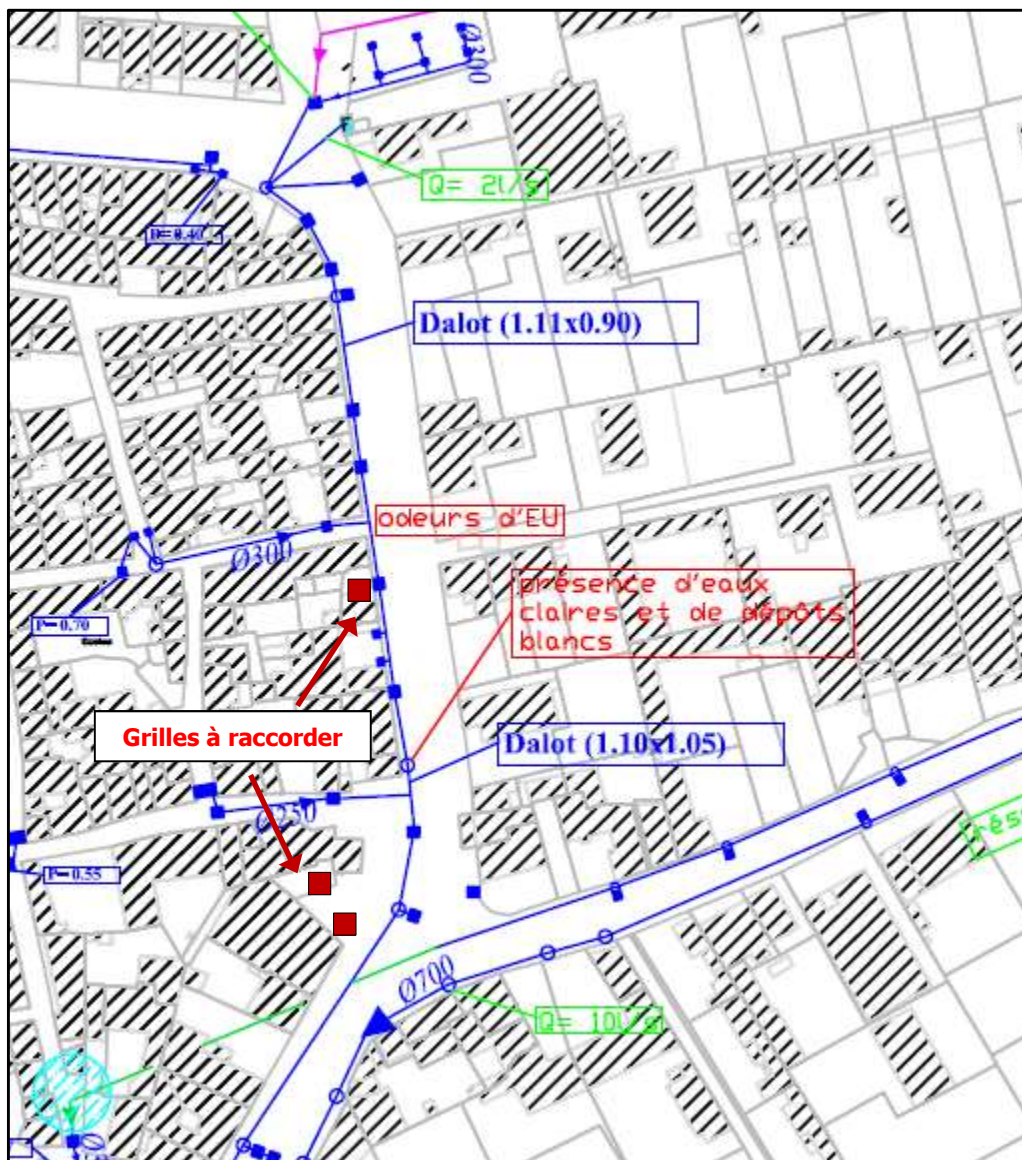 Ø300
Q= 2l/s
D=0.40
Dalot (1.11x0.90)
odeurs d'EU
Ø300
présence d'eaux
claires et de dépôts
blancs
P=0.70
Grilles à raccorder
Dalot (1.10x1.05)
Ø250
P=0.55
Ø700
Q= 10l/s